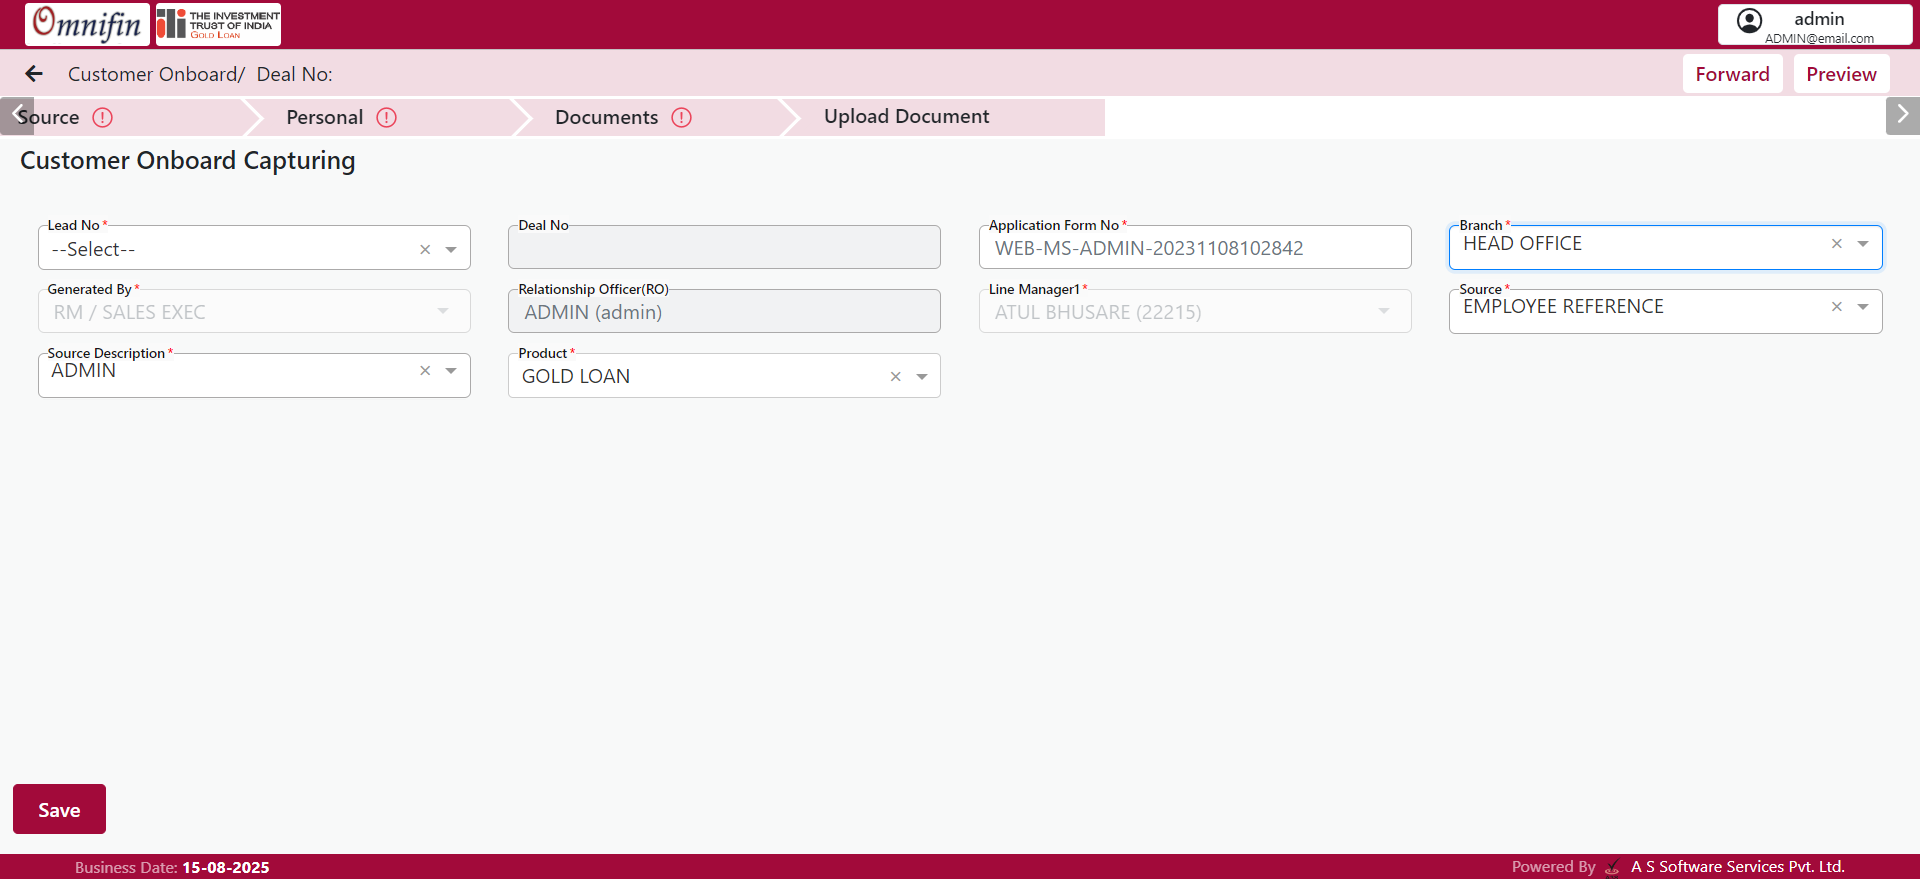 Omnifin
THE INVESTMENT
TRUST OF INDIA
GOLD LOAN
iti
admin
ADMIN@email.com
Customer Onboard/ Deal No:
Forward
Preview
Source
Personal
Documents
Upload Document
Customer Onboard Capturing
Lead No*
--Select--
Deal No
Application Form No*
WEB-MS-ADMIN-20231108102842
Branch*
HEAD OFFICE
Generated By*
RM / SALES EXEC
Relationship Officer(RO)
ADMIN (admin)
Line Manager1*
ATUL BHUSARE (22215)
Source*
EMPLOYEE REFERENCE
Source Description*
ADMIN
Product*
GOLD LOAN
Save
Business Date: 15-08-2025
Powered By A S Software Services Pvt. Ltd.